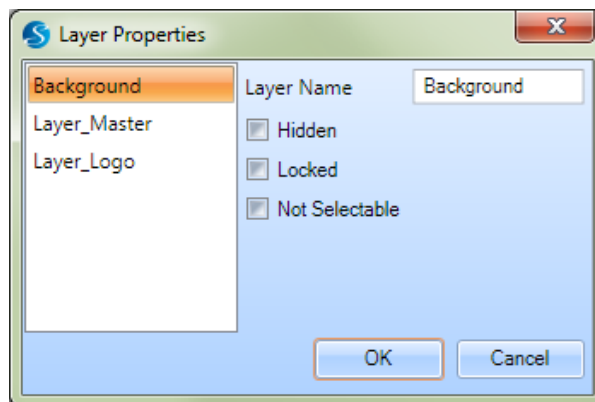 Layer Properties
Background
Layer_Master
Layer_Logo
Layer Name
Background
Hidden
Locked
Not Selectable
OK
Cancel